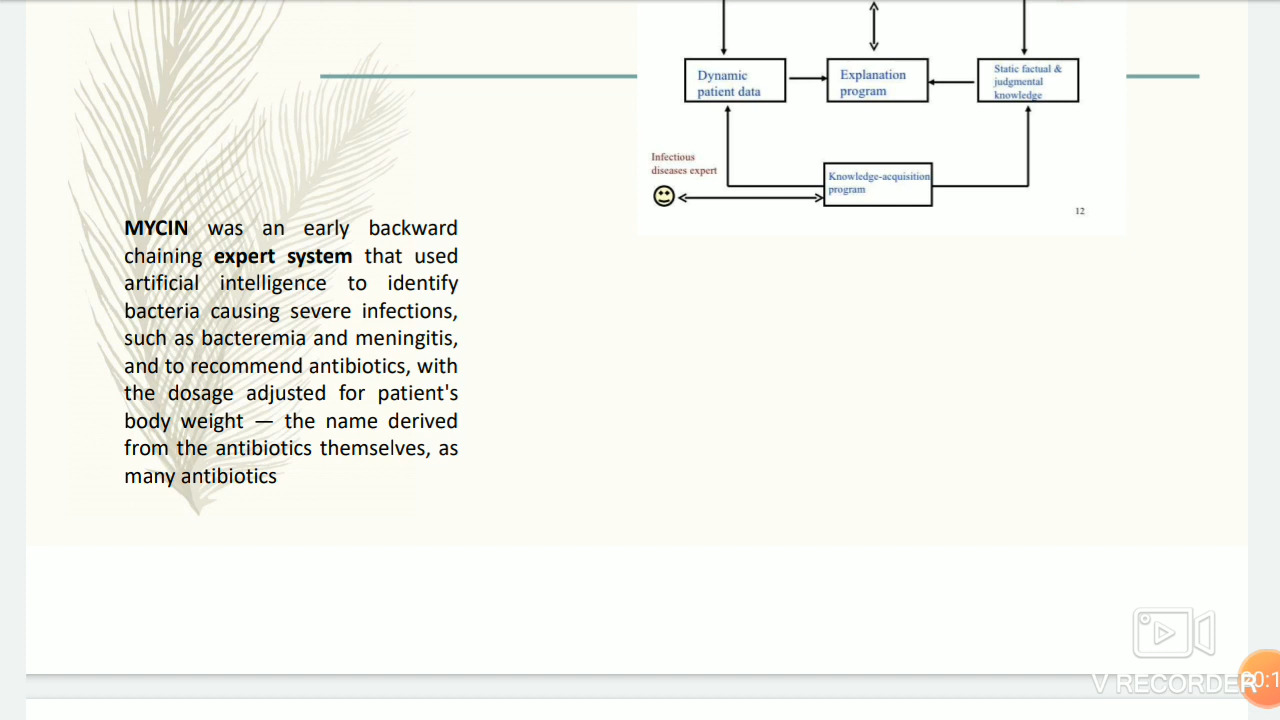 Dynamic
patient data
Explanation
program
Static factual &
judgmental
knowledge
Infectious
diseases expert
Knowledge-acquisition
program
12
MYCIN was an early backward
chaining expert system that used
artificial intelligence to identify
bacteria causing severe infections,
such as bacteremia and meningitis,
and to recommend antibiotics, with
the dosage adjusted for patient's
body weight — the name derived
from the antibiotics themselves, as
many antibiotics
V RECORDER
00:1